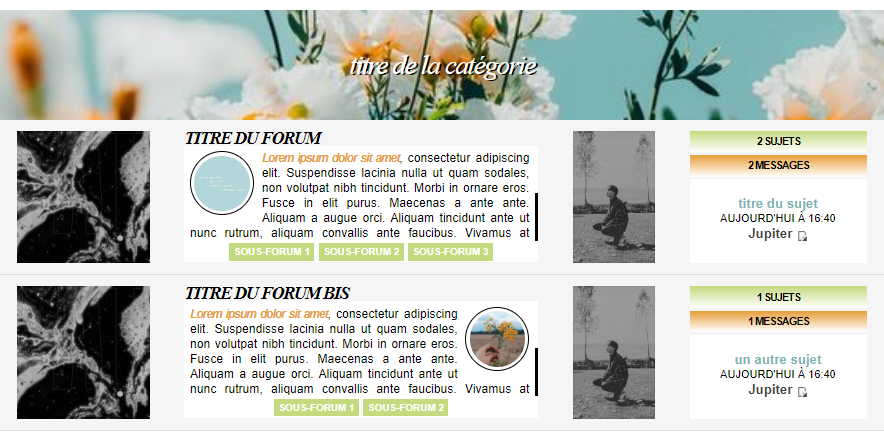 titre de la catégorie
TITRE DU FORUM
Lorem ipsum dolor sit amet, consectetur adipiscing
elit. Suspendisse lacinia nulla ut quam sodales,
non volutpat nibh tincidunt. Morbi in ornare eros.
Fusce in elit purus. Maecenas a ante ante.
Aliquam a augue orci. Aliquam tincidunt ante ut
nunc rutrum, aliquam convallis ante faucibus. Vivamus at
SOUS-FORUM 1 SOUS-FORUM 2 SOUS-FORUM 3
2 SUJETS
2 MESSAGES
titre du sujet
AUJOURD'HUI À 16:40
Jupiter
TITRE DU FORUM BIS
Lorem ipsum dolor sit amet, consectetur adipiscing
elit. Suspendisse lacinia nulla ut quam sodales,
non volutpat nibh tincidunt. Morbi in ornare eros.
Fusce in elit purus. Maecenas a ante ante.
Aliquam a augue orci. Aliquam tincidunt ante ut
nunc rutrum, aliquam convallis ante faucibus. Vivamus at
SOUS-FORUM 1 SOUS-FORUM 2
1 SUJETS
1 MESSAGES
un autre sujet
AUJOURD'HUI À 16:40
Jupiter